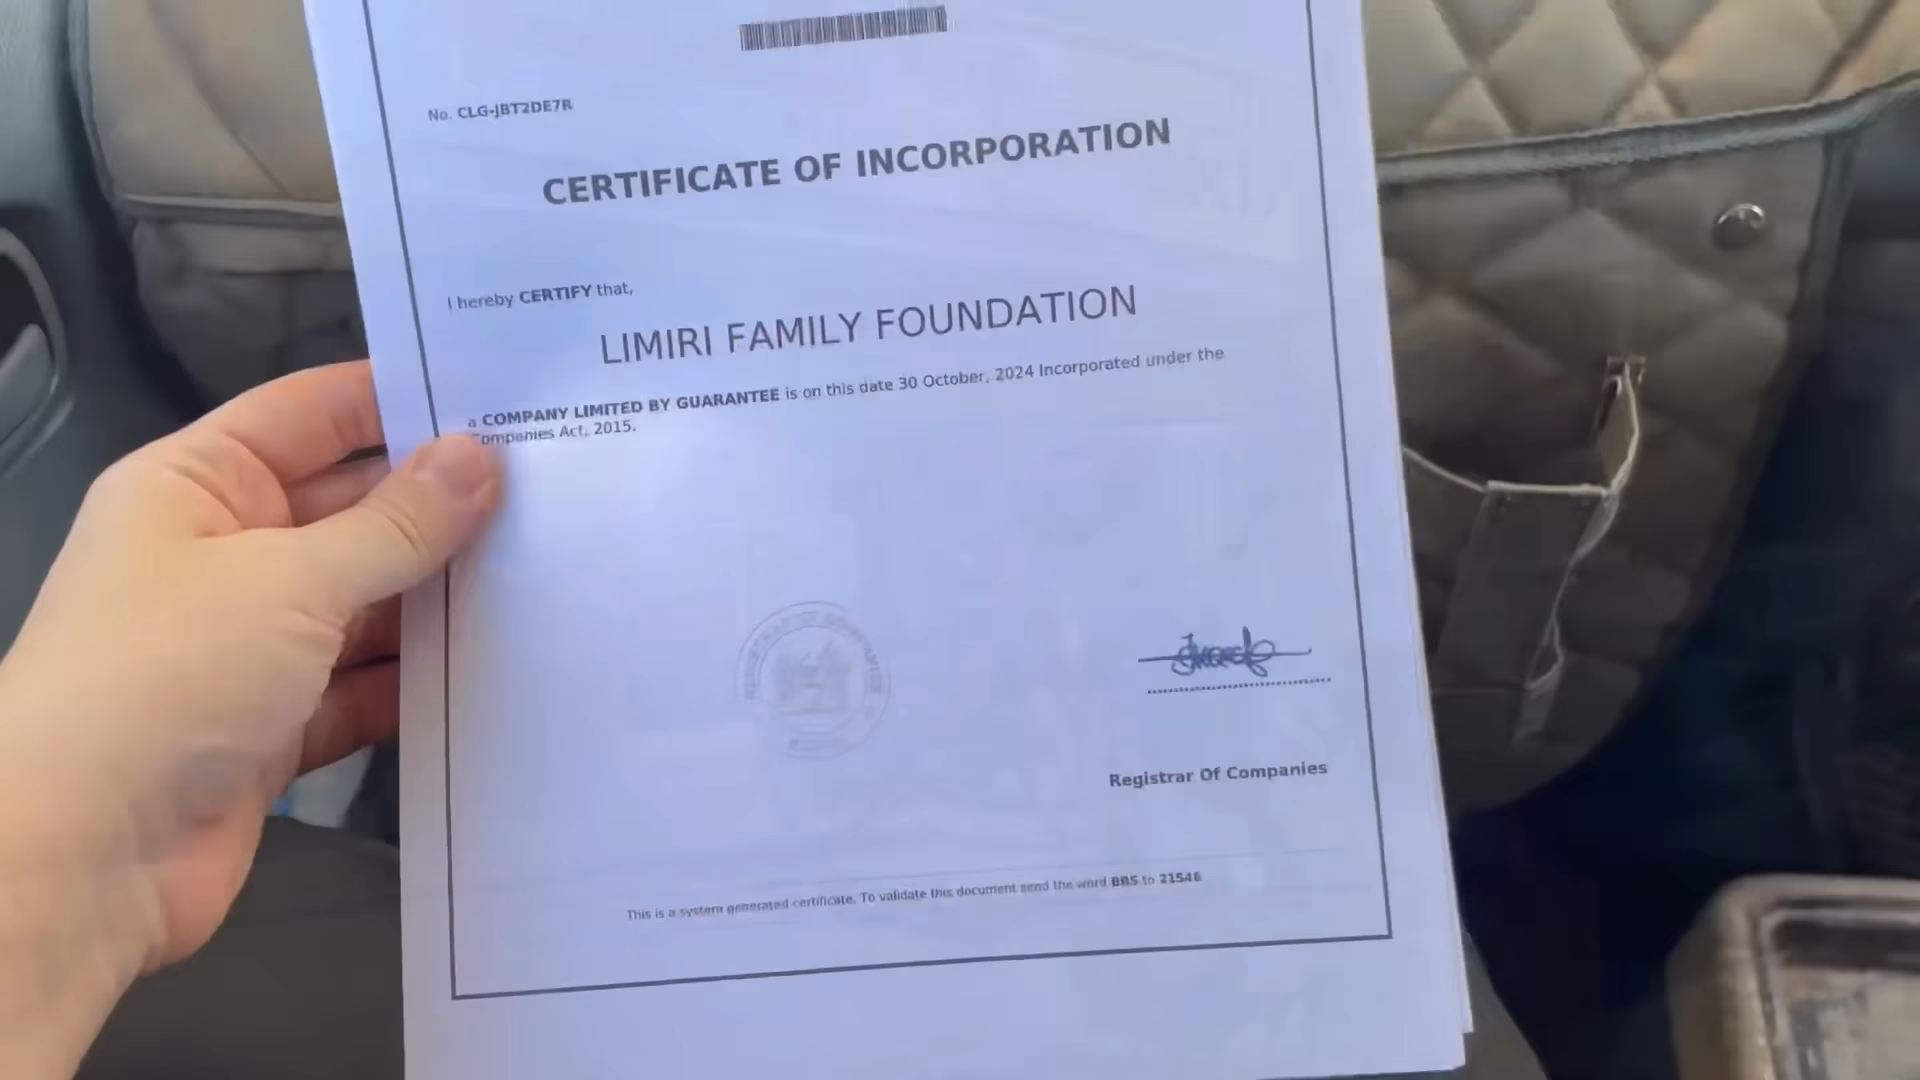 No. CLG-JBT2DE7R
CERTIFICATE OF INCORPORATION
I hereby CERTIFY that,
LIMIRI FAMILY FOUNDATION
a COMPANY LIMITED BY GUARANTEE is on this date 30 October, 2024 Incorporated under the
Companies Act, 2015.
Registrar Of Companies
This is a system generated certificate. To validate this document send the word BRS to 21546